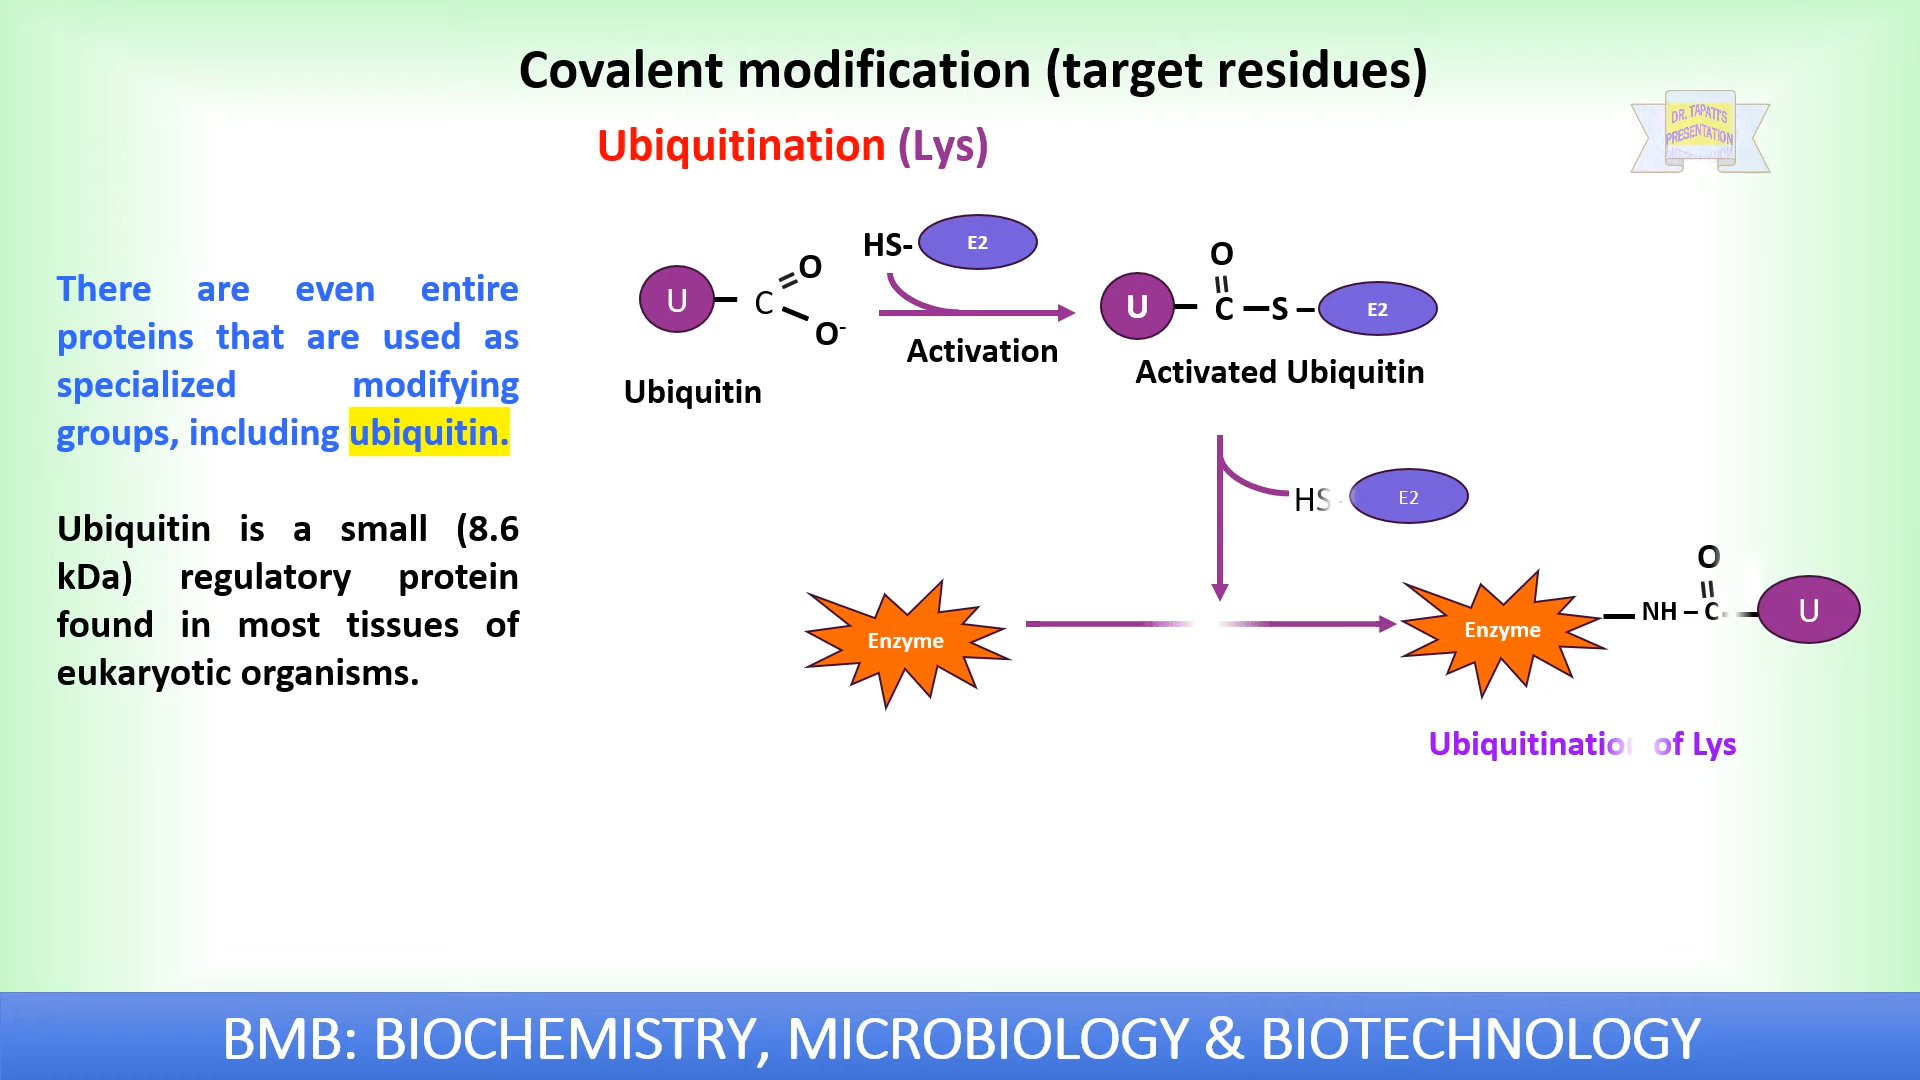 Covalent modification (target residues)
Ubiquitination (Lys)
DR. TAPATI'S
PRESENTATION
There are even entire
proteins that are used as
specialized modifying
groups, including ubiquitin.
Ubiquitin is a small (8.6
kDa) regulatory protein
found in most tissues of
eukaryotic organisms.
U
C
O
O-
HS-
E2
Activation
Ubiquitin
O
U
C
S
E2
Activated Ubiquitin
HS-
E2
Enzyme
Enzyme
NH
O
C
U
Ubiquitination of Lys
BMB: BIOCHEMISTRY, MICROBIOLOGY & BIOTECHNOLOGY